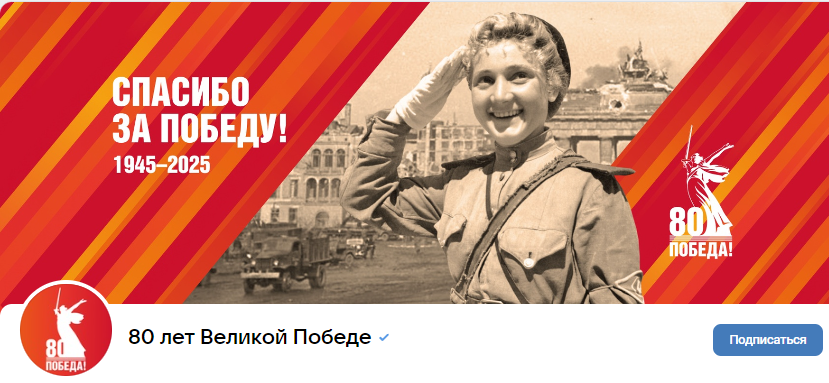 СПАСИБО
ЗА ПОБЕДУ!
1945–2025
80
ПОБЕДА!
80
ПОБЕДА!
80 лет Великой Победе
Подписаться